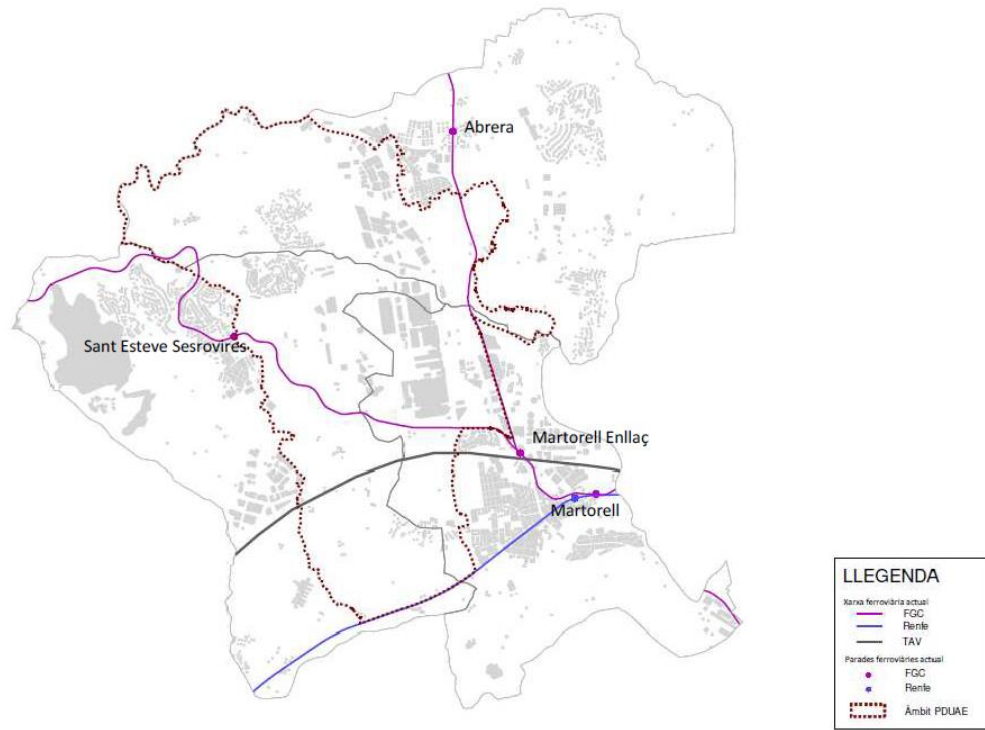 Abrera
Sant Esteve Sesrovires
Martorell Enllaç
Martorell
LLEGENDA
Xarxa ferroviària actual
FGC
Renfe
TAV
Parades ferroviàries actual
FGC
Renfe
Àmbit PDUAE